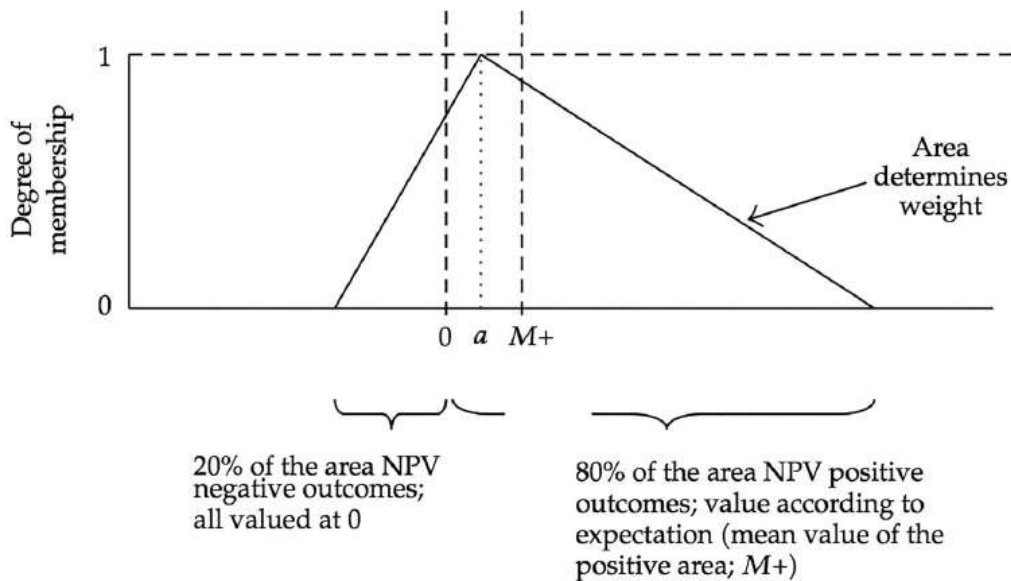 1
Degree of
membership
Area
determines
weight
0
0 a M+
20% of the area NPV
negative outcomes;
all valued at 0
80% of the area NPV positive
outcomes; value according to
expectation (mean value of the
positive area; M+)